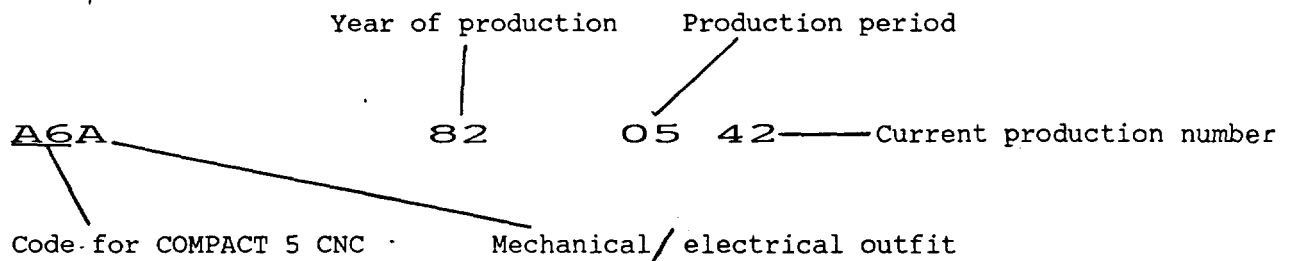 Year of production Production period
A6A 82 05 42 Current production number
Code for COMPACT 5 CNC Mechanical/electrical outfit